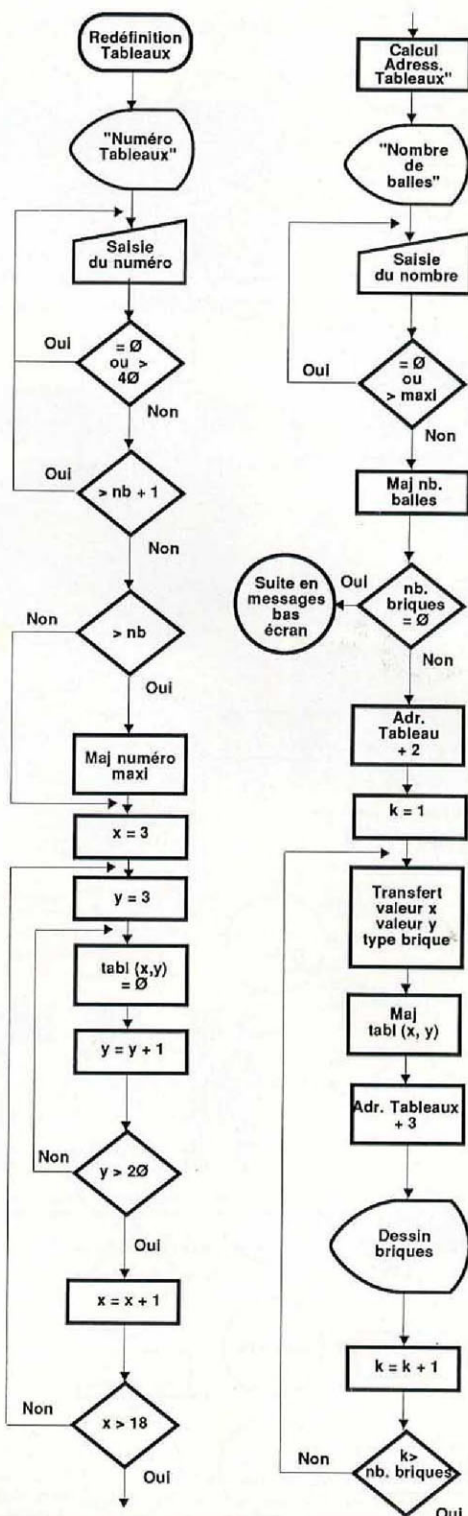 Redéfinition
Tableaux
"Numéro
Tableaux"
Saisie
du numéro
= Ø
ou >
4Ø
Oui
Non
> nb + 1
Oui
Non
> nb
Non
Oui
Maj numéro
maxi
x = 3
y = 3
tabl (x,y)
= Ø
y = y + 1
y > 2Ø
Non
Oui
x = x + 1
x > 18
Non
Oui
Calcul
Adress.
Tableaux"
"Nombre
de
balles"
Saisie
du nombre
= Ø
ou
> maxi
Oui
Non
Maj nb.
balles
nb.
briques
= Ø
Oui
Suite en
messages
bas
écran
Non
Adr.
Tableau
+ 2
k = 1
Transfert
valeur x
valeur y
type brique
Maj
tabl (x, y)
Adr. Tableaux
+ 3
Dessin
briques
k = k + 1
k>
nb. briques
Non
Oui